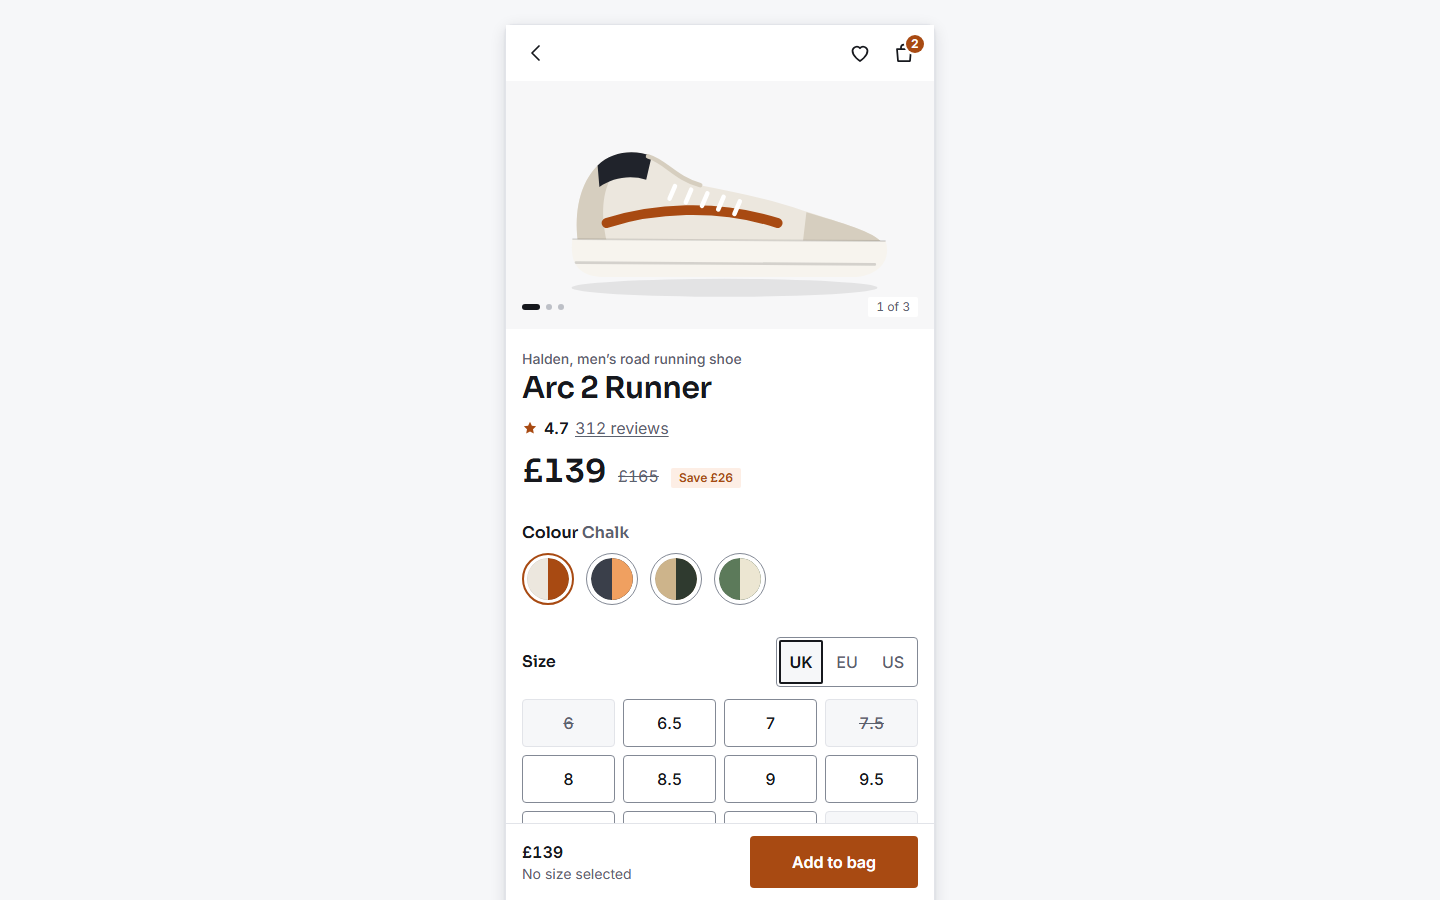 2
1 of 3
Halden, men’s road running shoe
Arc 2 Runner
4.7 312 reviews
£139 £165 Save £26
Colour Chalk
Size UK EU US
6 6.5 7 7.5
8 8.5 9 9.5
£139
No size selected
Add to bag